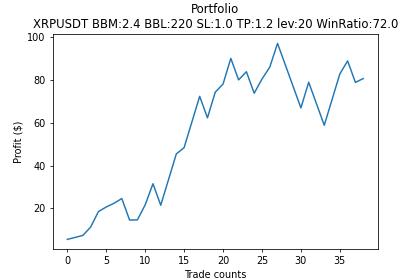 Portfolio
XRPUSDT BBM:2.4 BBL:220 SL:1.0 TP:1.2 lev:20 WinRatio:72.0
100
80
60
40
20
Profit ($)
0 5 10 15 20 25 30 35
Trade counts